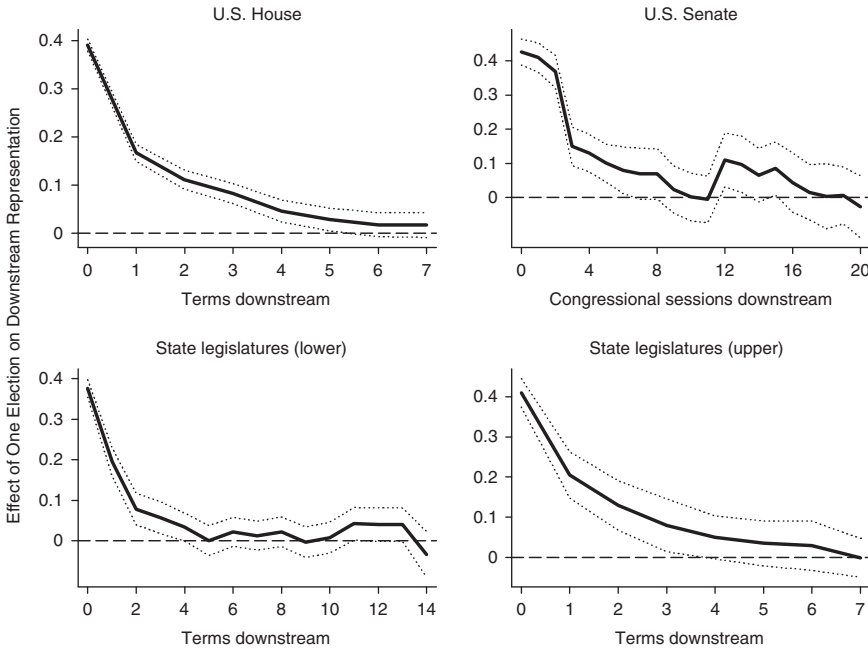 Effect of One Election on Downstream Representation
U.S. House
0.4
0.3
0.2
0.1
0
0 1 2 3 4 5 6 7
Terms downstream
U.S. Senate
0.4
0.3
0.2
0.1
0
0 4 8 12 16 20
Congressional sessions downstream
State legislatures (lower)
0.4
0.3
0.2
0.1
0
0 2 4 6 8 10 12 14
Terms downstream
State legislatures (upper)
0.4
0.3
0.2
0.1
0
0 1 2 3 4 5 6 7
Terms downstream